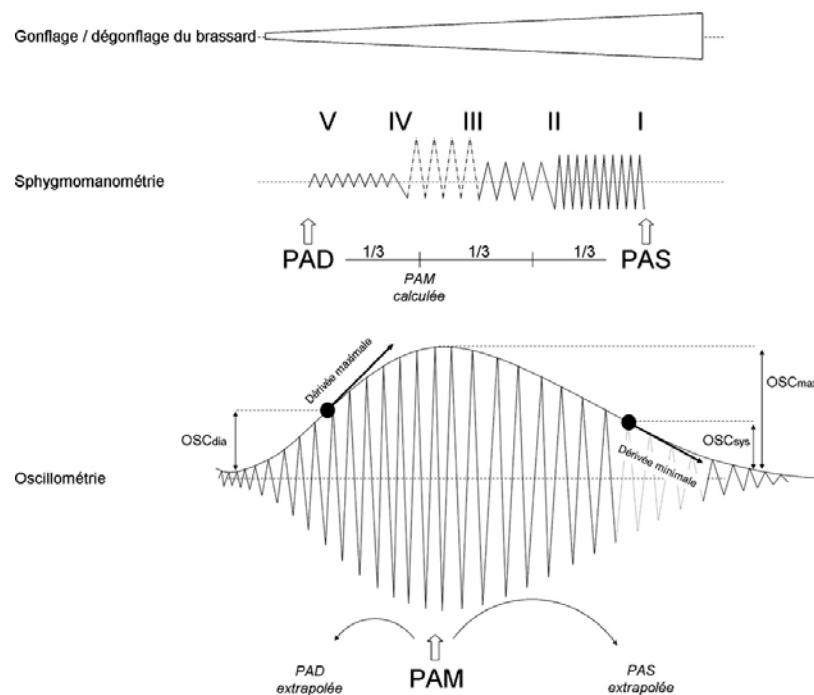 Gonflage / dégonflage du brassard
V IV III II I
Sphygmomanométrie
PAD 1/3 1/3 1/3 PAS
PAM
calculée
Dérivée maximale
OSCmax
OSCdia
OSCsys
Dérivée minimale
Oscillométrie
PAD
extrapolée
PAM
PAS
extrapolée